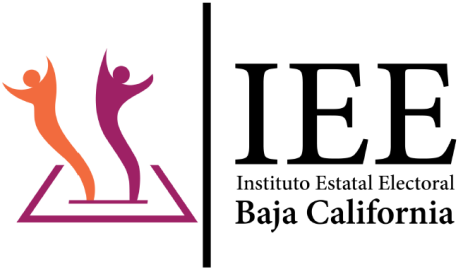 IEE
Instituto Estatal Electoral
Baja California